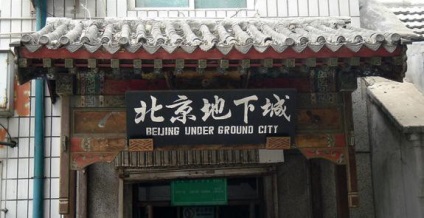 北京地下城
BEIJING UNDER GROUND CITY